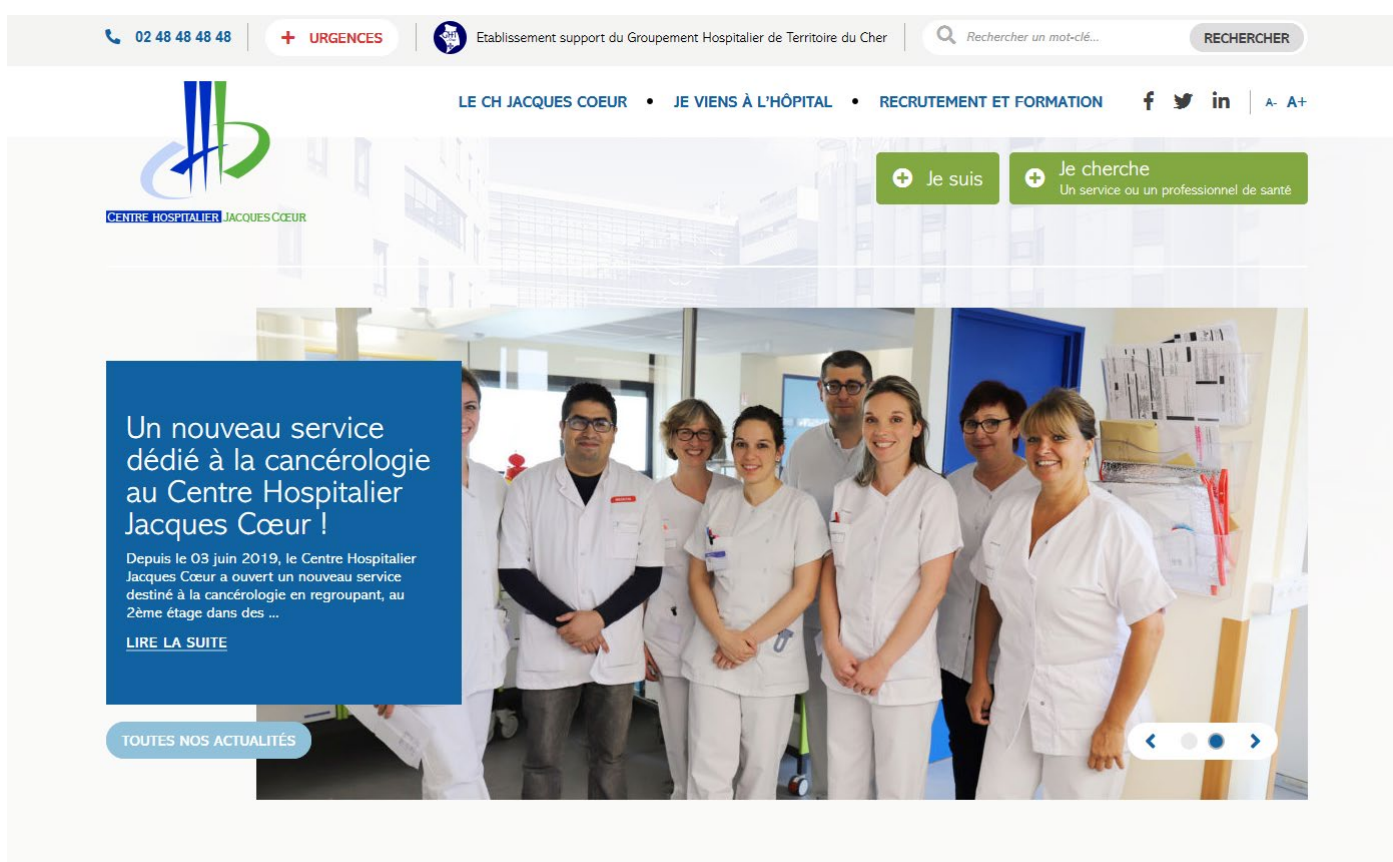 02 48 48 48 48
URGENCES
Etablissement support du Groupement Hospitalier de Territoire du Cher
Rechercher un mot-clé...
RECHERCHER
LE CH JACQUES COEUR • JE VIENS À L'HÔPITAL • RECRUTEMENT ET FORMATION
A- A+
Je suis
Je cherche
Un service ou un professionnel de santé
CENTRE HOSPITALIER JACQUES CŒUR
Un nouveau service
dédié à la cancérologie
au Centre Hospitalier
Jacques Cœur !
Depuis le 03 juin 2019, le Centre Hospitalier
Jacques Cœur a ouvert un nouveau service
destiné à la cancérologie en regroupant, au
2ème étage dans des ...
LIRE LA SUITE
TOUTES NOS ACTUALITÉS